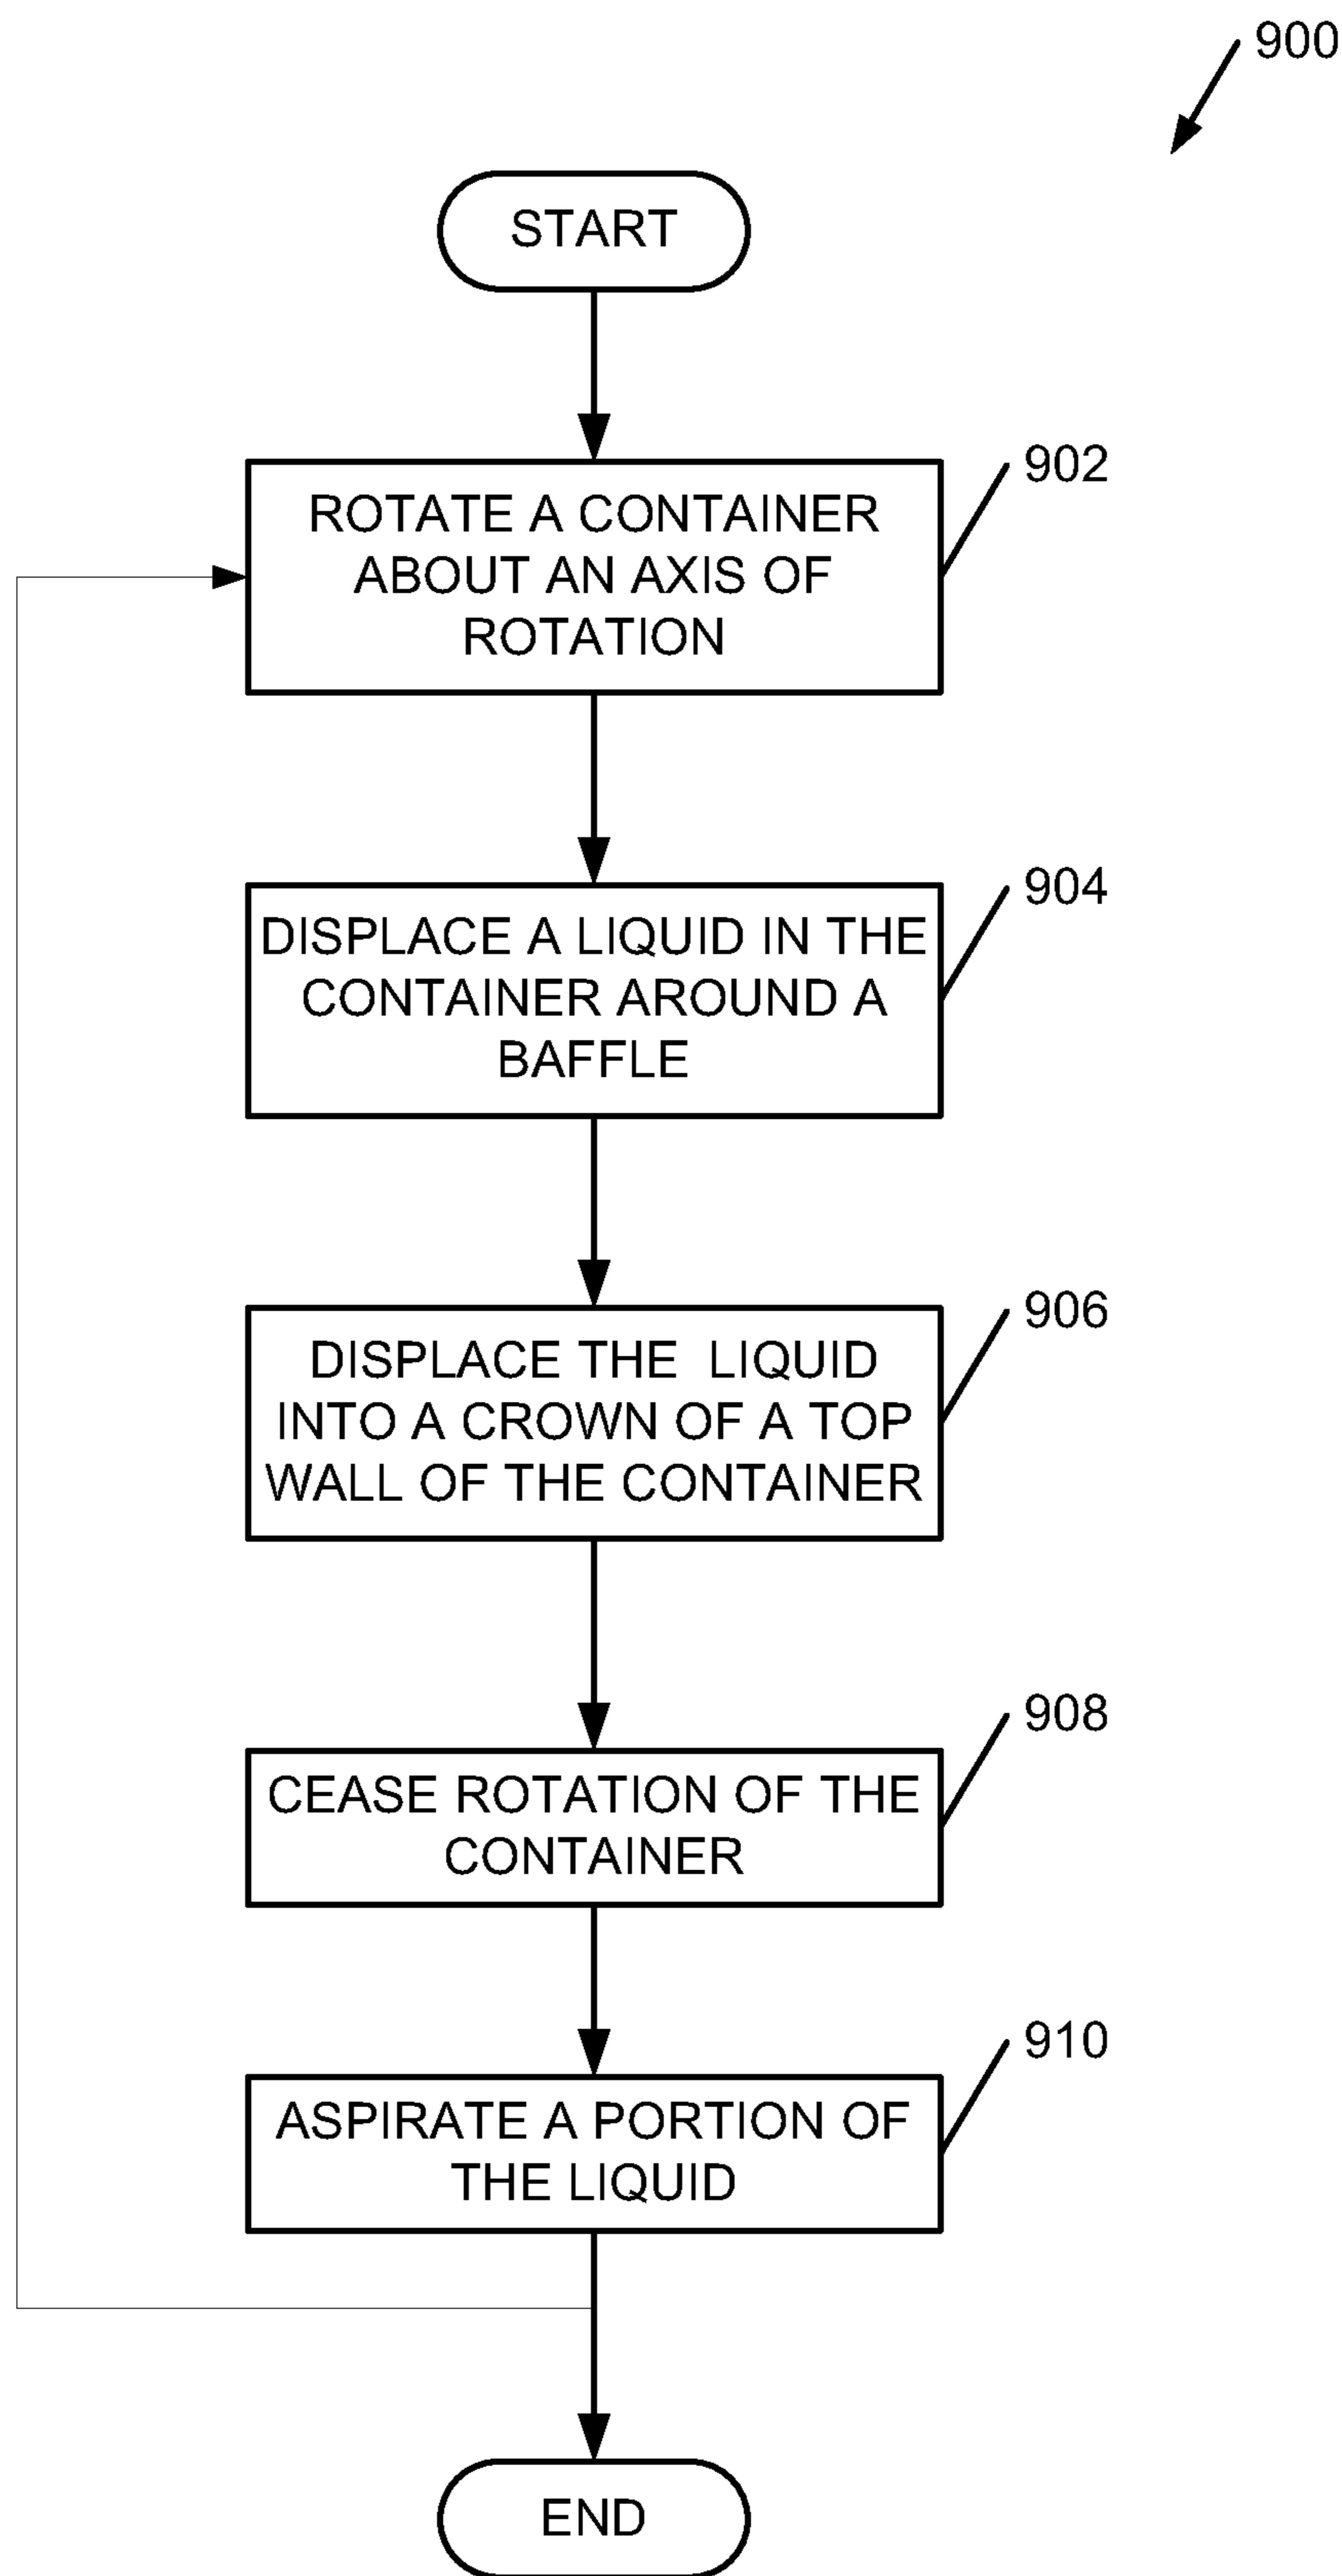 900
START
ROTATE A CONTAINER
ABOUT AN AXIS OF
ROTATION
902
DISPLACE A LIQUID IN THE
CONTAINER AROUND A
BAFFLE
904
DISPLACE THE LIQUID
INTO A CROWN OF A TOP
WALL OF THE CONTAINER
906
CEASE ROTATION OF THE
CONTAINER
908
ASPIRATE A PORTION OF
THE LIQUID
910
END